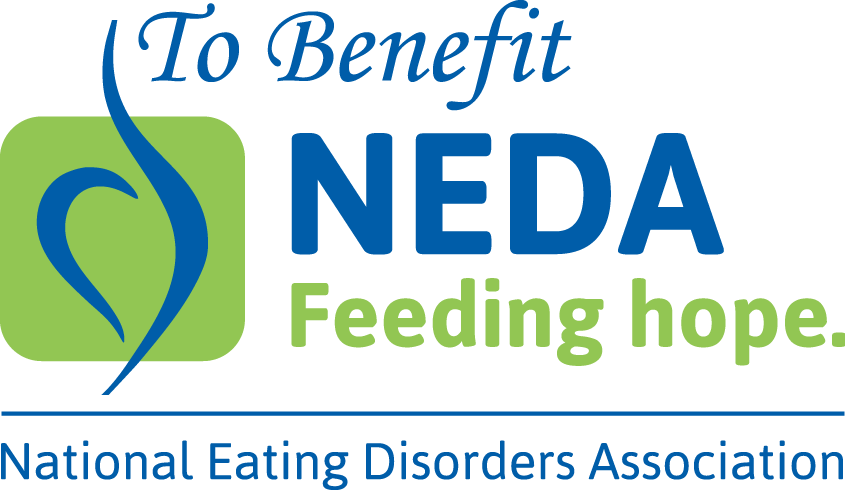 To Benefit
NEDA
Feeding hope.
National Eating Disorders Association